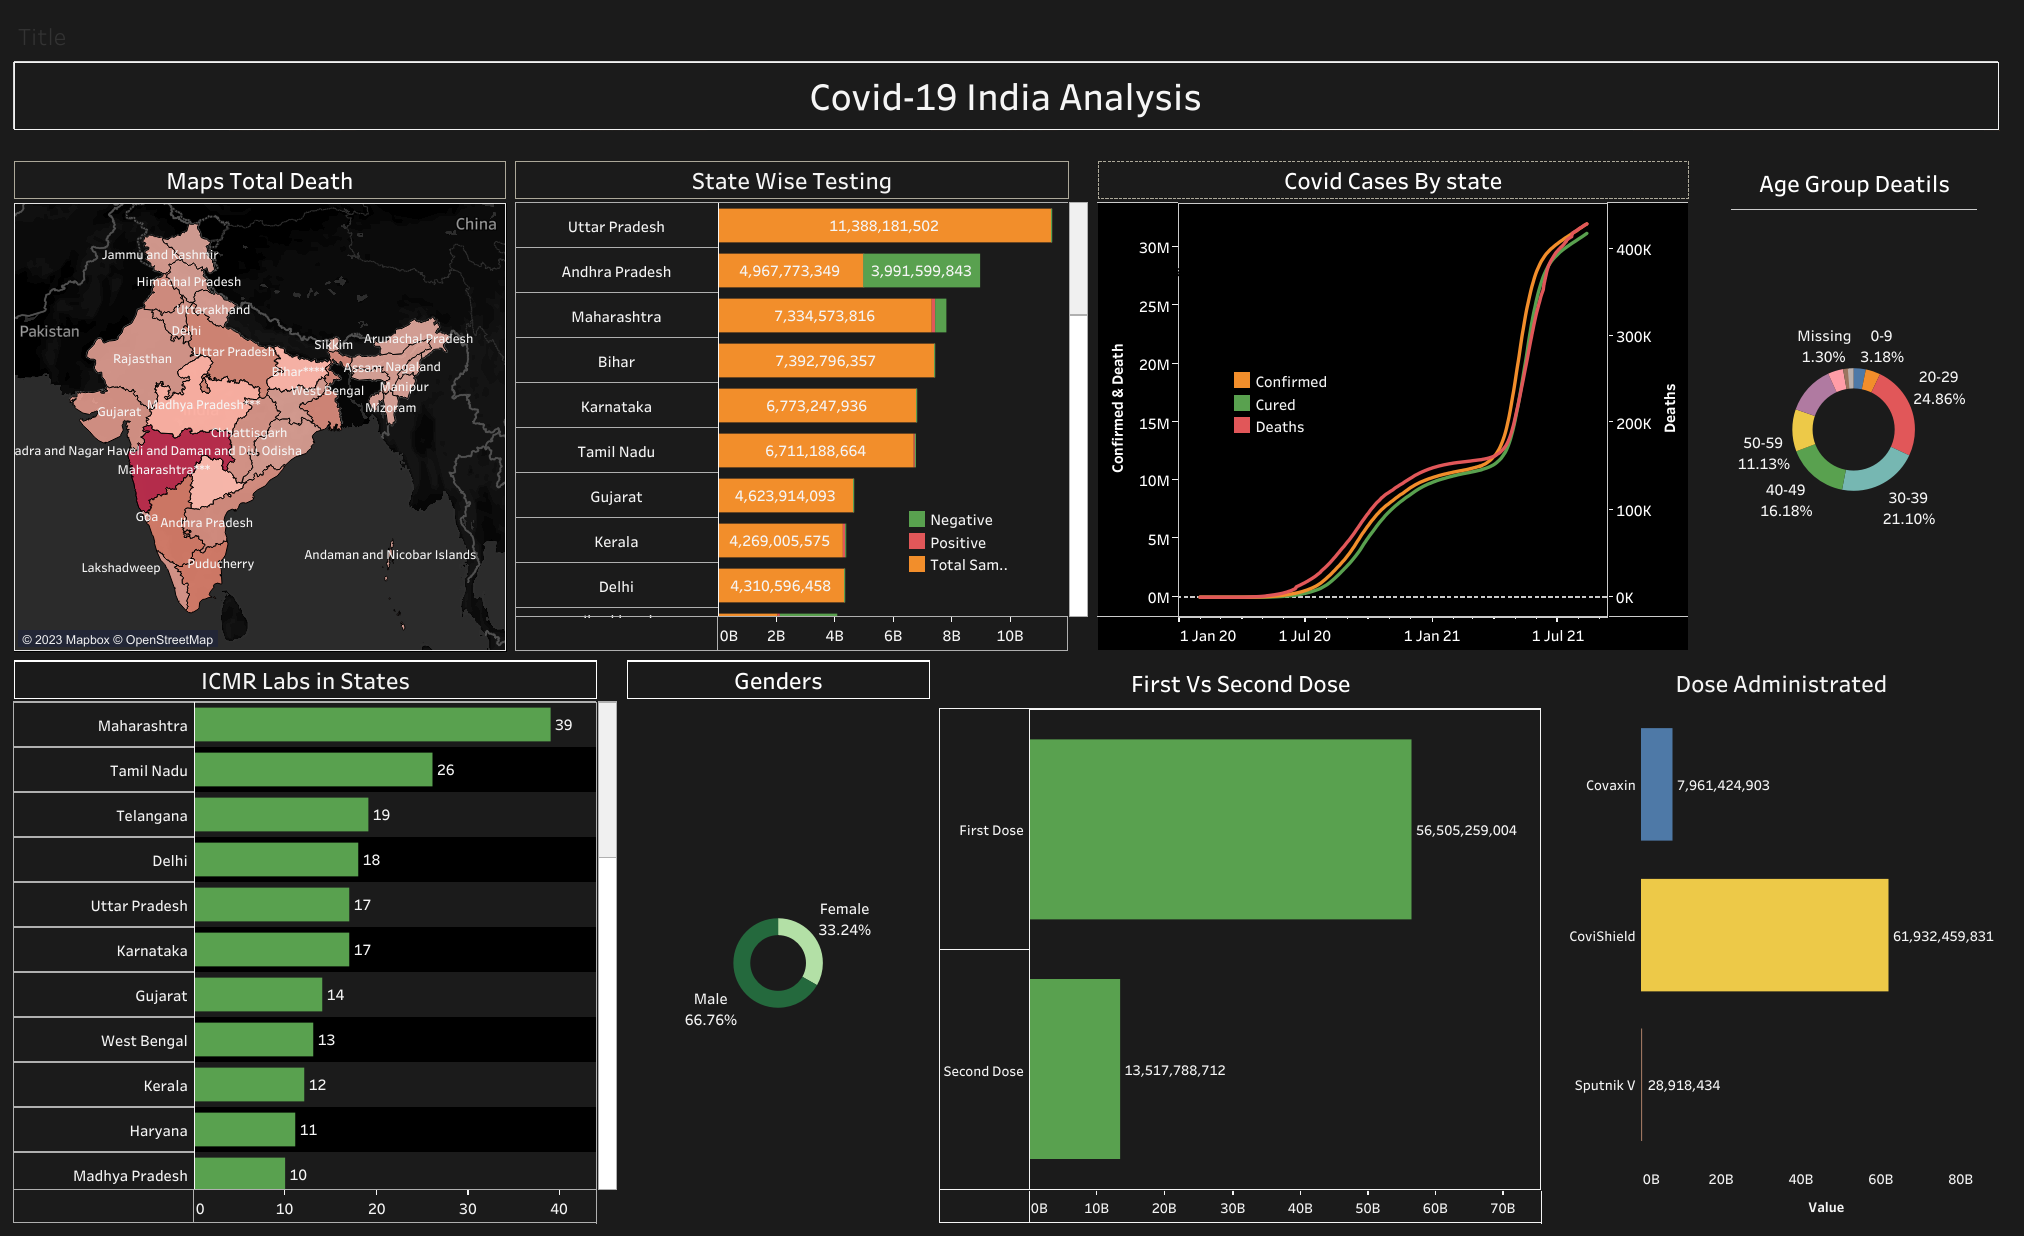 Title
Covid-19 India Analysis
Maps Total Death
China
Jammu and Kashmir
Himachal Pradesh
Uttarakhand
Pakistan
Delhi
Sikkim
Arunachal Pradesh
Rajasthan
Uttar Pradesh
Bihar****
Assam
Nagaland
West Bengal
Manipur
Gujarat
Madhya Pradesh***
Mizoram
Chhattisgarh
adra and Nagar Haveli and Daman and Diu
Odisha
Maharashtra***
Goa
Andhra Pradesh
Andaman and Nicobar Islands
Lakshadweep
Puducherry
© 2023 Mapbox © OpenStreetMap
State Wise Testing
Uttar Pradesh
11,388,181,502
Andhra Pradesh
4,967,773,349
3,991,599,843
Maharashtra
7,334,573,816
Bihar
7,392,796,357
Karnataka
6,773,247,936
Tamil Nadu
6,711,188,664
Gujarat
4,623,914,093
Kerala
4,269,005,575
Delhi
4,310,596,458
Negative
Positive
Total Sam..
0B 2B 4B 6B 8B 10B
Covid Cases By state
Confirmed & Death
30M
25M
20M
15M
10M
5M
0M
Confirmed
Cured
Deaths
400K
300K
200K
100K
0K
Deaths
1 Jan 20 1 Jul 20 1 Jan 21 1 Jul 21
Age Group Deatils
Missing
1.30%
0-9
3.18%
20-29
24.86%
50-59
11.13%
40-49
16.18%
30-39
21.10%
ICMR Labs in States
Maharashtra 39
Tamil Nadu 26
Telangana 19
Delhi 18
Uttar Pradesh 17
Karnataka 17
Gujarat 14
West Bengal 13
Kerala 12
Haryana 11
Madhya Pradesh 10
0 10 20 30 40
Genders
Female
33.24%
Male
66.76%
First Vs Second Dose
First Dose 56,505,259,004
Second Dose 13,517,788,712
0B 10B 20B 30B 40B 50B 60B 70B
Dose Administrated
Covaxin 7,961,424,903
CoviShield 61,932,459,831
Sputnik V 28,918,434
0B 20B 40B 60B 80B
Value